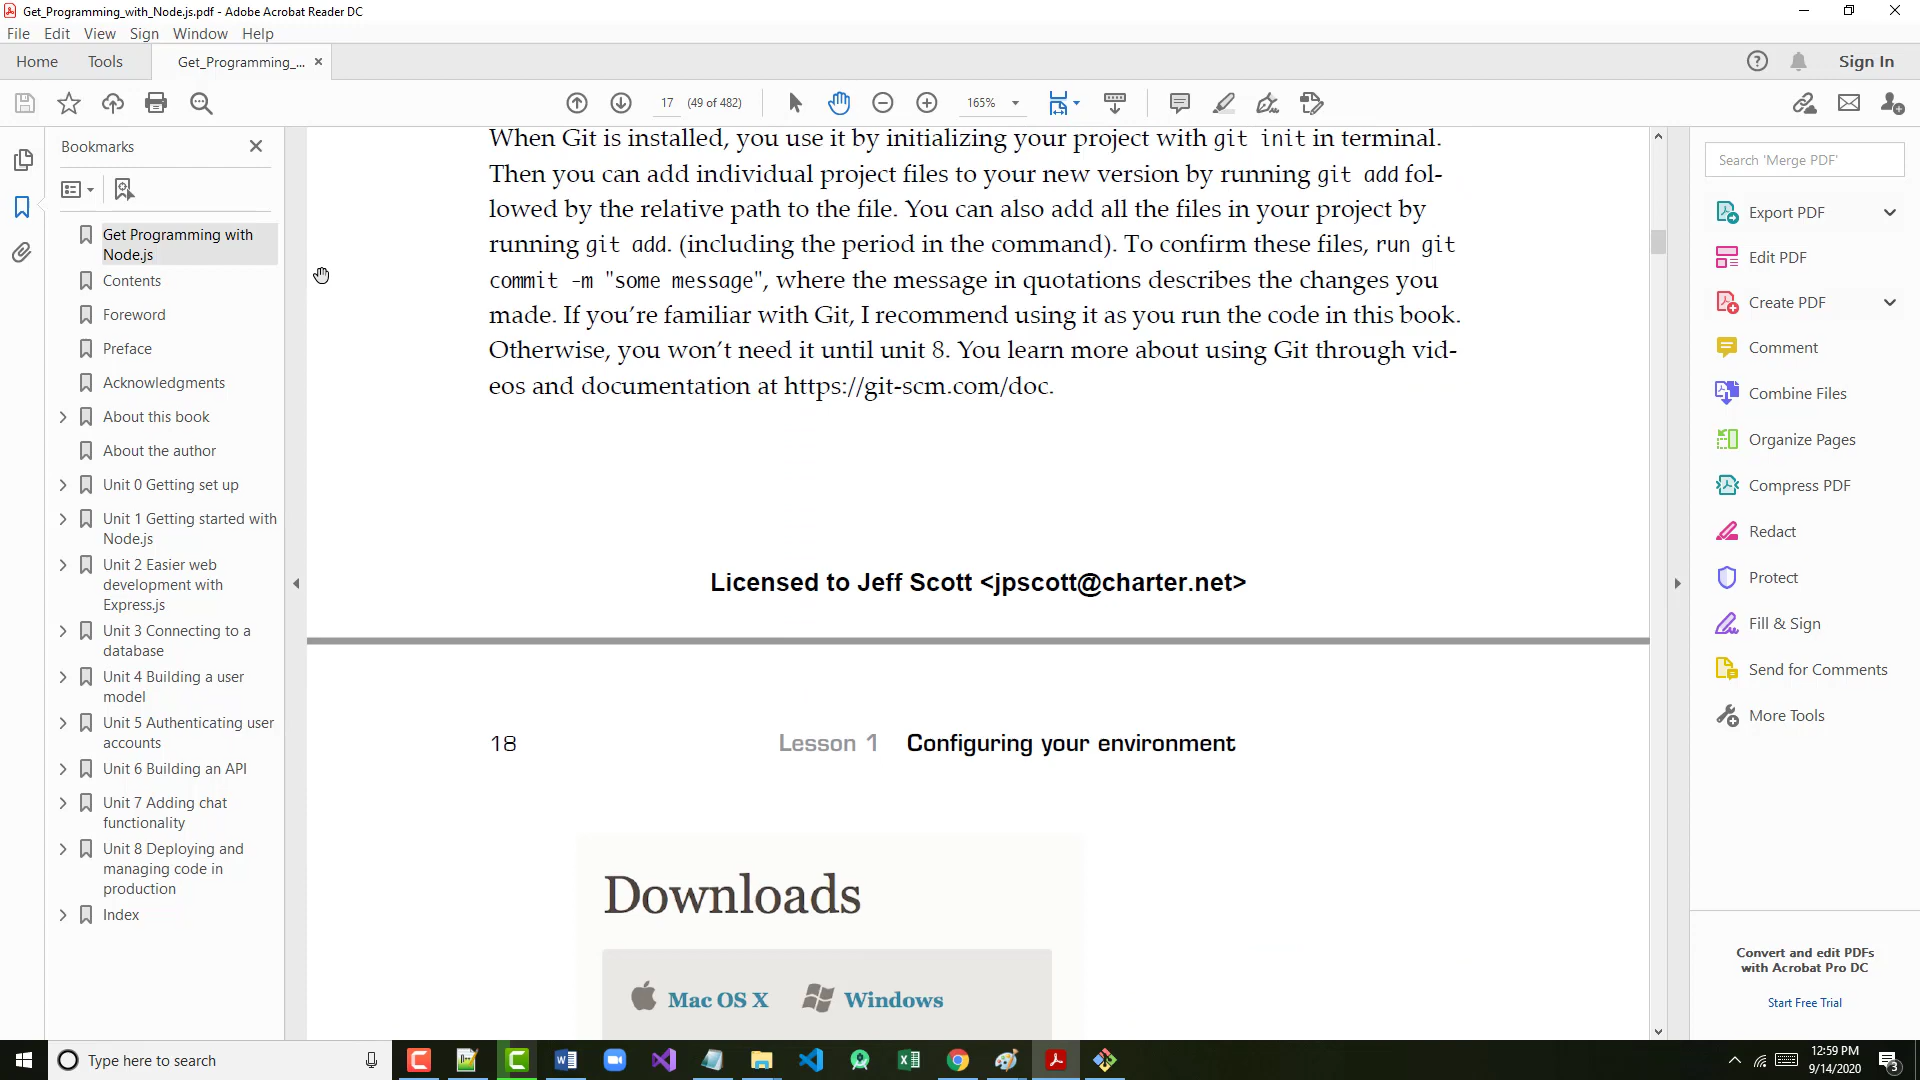 Get_Programming_with_Node.js.pdf - Adobe Acrobat Reader DC
File Edit View Sign Window Help
Home Tools Get_Programming_... × Sign In
17 (49 of 482) 165%
Bookmarks
Get Programming with
Node.js
Contents
Foreword
Preface
Acknowledgments
About this book
About the author
Unit 0 Getting set up
Unit 1 Getting started with
Node.js
Unit 2 Easier web
development with
Express.js
Unit 3 Connecting to a
database
Unit 4 Building a user
model
Unit 5 Authenticating user
accounts
Unit 6 Building an API
Unit 7 Adding chat
functionality
Unit 8 Deploying and
managing code in
production
Index
When Git is installed, you use it by initializing your project with git init in terminal.
Then you can add individual project files to your new version by running git add fol-
lowed by the relative path to the file. You can also add all the files in your project by
running git add. (including the period in the command). To confirm these files, run git
commit -m "some message", where the message in quotations describes the changes you
made. If you’re familiar with Git, I recommend using it as you run the code in this book.
Otherwise, you won’t need it until unit 8. You learn more about using Git through vid-
eos and documentation at https://git-scm.com/doc.
Licensed to Jeff Scott <jpscott@charter.net>
18 Lesson 1 Configuring your environment
Downloads
Mac OS X Windows
Search 'Merge PDF'
Export PDF
Edit PDF
Create PDF
Comment
Combine Files
Organize Pages
Compress PDF
Redact
Protect
Fill & Sign
Send for Comments
More Tools
Convert and edit PDFs
with Acrobat Pro DC
Start Free Trial
Type here to search
12:59 PM
9/14/2020
3